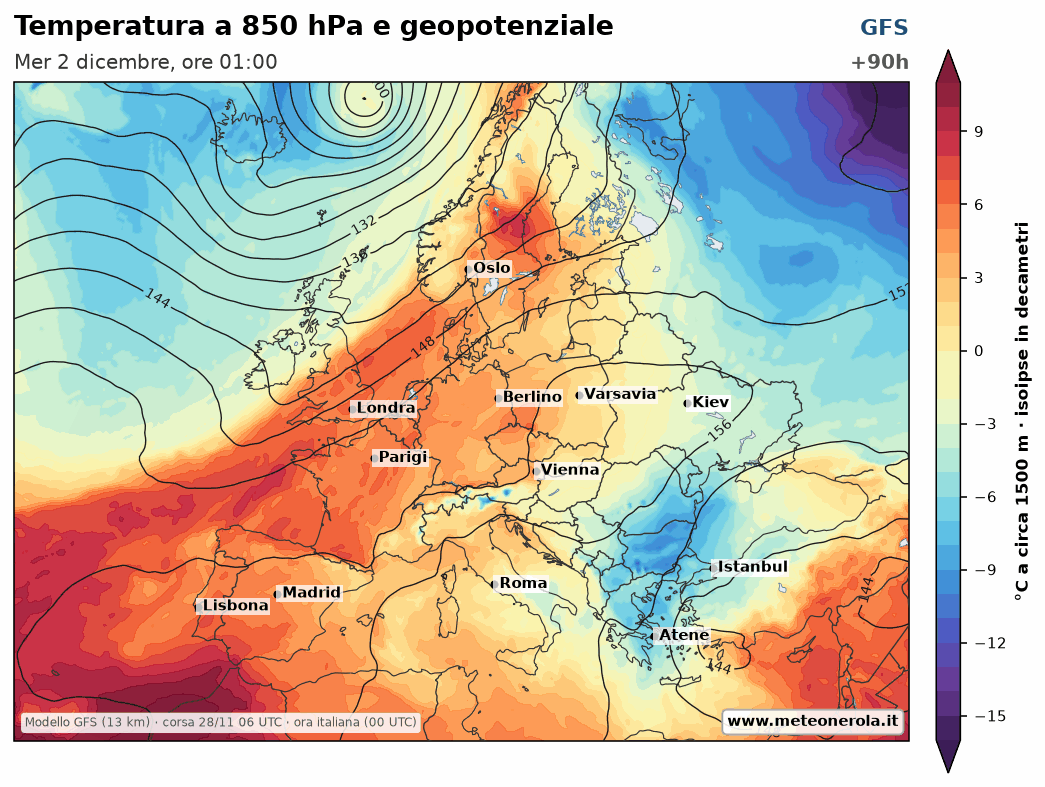 Temperatura a 850 hPa e geopotenziale
GFS
Mer 2 dicembre, ore 01:00
+90h
132
136
144
148
156
144
144
Oslo
Londra
Berlino
Varsavia
Kiev
Parigi
Vienna
Roma
Istanbul
Madrid
Lisbona
Atene
9
6
3
0
−3
−6
−9
−12
−15
°C a circa 1500 m · isoipse in decametri
Modello GFS (13 km) · corsa 28/11 06 UTC · ora italiana (00 UTC)
www.meteonerola.it